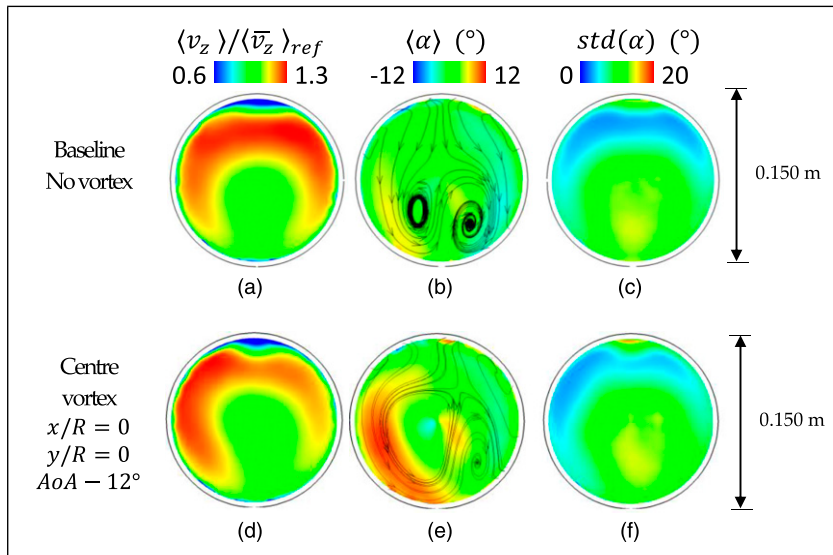 ⟨v_z⟩/⟨v̄_z⟩_ref ⟨α⟩ (°) std(α) (°)
0.6 1.3 -12 12 0 20
Baseline
No vortex
0.150 m
(a) (b) (c)
Centre
vortex
x/R = 0
y/R = 0
AoA − 12°
0.150 m
(d) (e) (f)